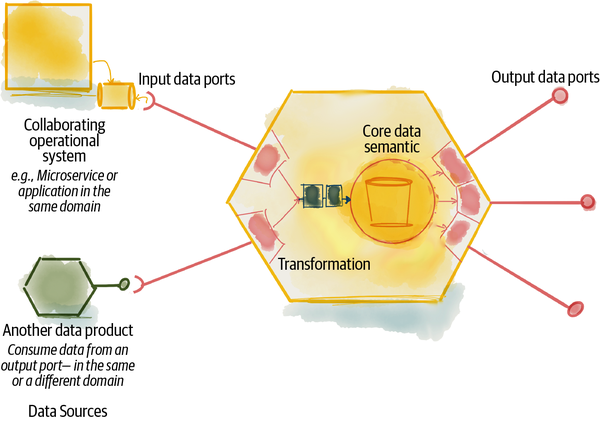 Input data ports
Output data ports
Collaborating
operational
system
e.g., Microservice or
application in the
same domain
Core data
semantic
Transformation
Another data product
Consume data from an
output port— in the same
or a different domain
Data Sources